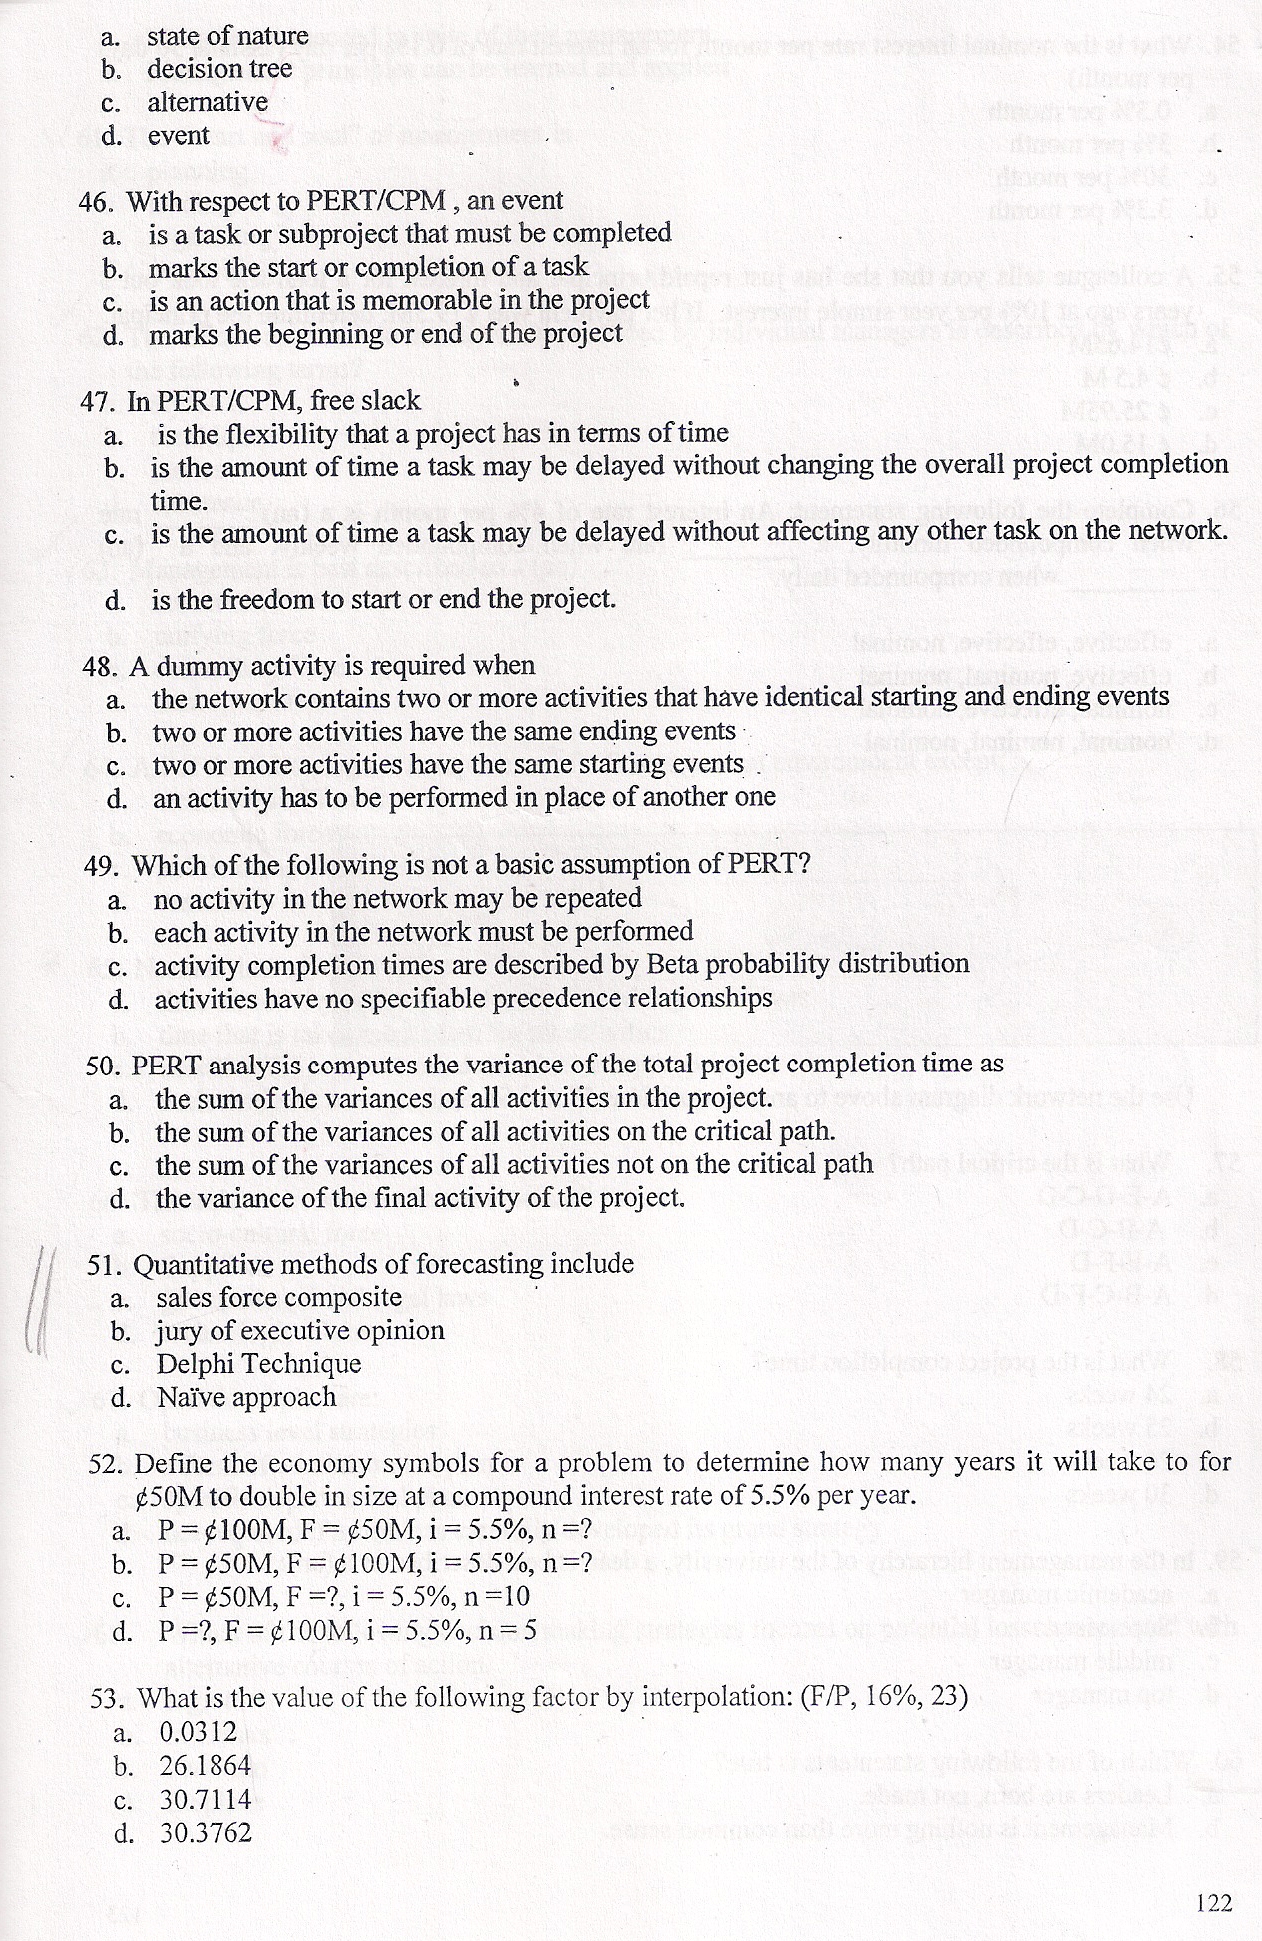 a. state of nature
b. decision tree
c. alternative
d. event
46. With respect to PERT/CPM , an event
a. is a task or subproject that must be completed
b. marks the start or completion of a task
c. is an action that is memorable in the project
d. marks the beginning or end of the project
47. In PERT/CPM, free slack
a. is the flexibility that a project has in terms of time
b. is the amount of time a task may be delayed without changing the overall project completion
time.
c. is the amount of time a task may be delayed without affecting any other task on the network.
d. is the freedom to start or end the project.
48. A dummy activity is required when
a. the network contains two or more activities that have identical starting and ending events
b. two or more activities have the same ending events
c. two or more activities have the same starting events
d. an activity has to be performed in place of another one
49. Which of the following is not a basic assumption of PERT?
a. no activity in the network may be repeated
b. each activity in the network must be performed
c. activity completion times are described by Beta probability distribution
d. activities have no specifiable precedence relationships
50. PERT analysis computes the variance of the total project completion time as
a. the sum of the variances of all activities in the project.
b. the sum of the variances of all activities on the critical path.
c. the sum of the variances of all activities not on the critical path
d. the variance of the final activity of the project.
51. Quantitative methods of forecasting include
a. sales force composite
b. jury of executive opinion
c. Delphi Technique
d. Naïve approach
52. Define the economy symbols for a problem to determine how many years it will take to for
₵50M to double in size at a compound interest rate of 5.5% per year.
a. P = ₵100M, F = ₵50M, i = 5.5%, n =?
b. P = ₵50M, F = ₵100M, i = 5.5%, n =?
c. P = ₵50M, F =?, i = 5.5%, n =10
d. P =?, F = ₵100M, i = 5.5%, n = 5
53. What is the value of the following factor by interpolation: (F/P, 16%, 23)
a. 0.0312
b. 26.1864
c. 30.7114
d. 30.3762
122